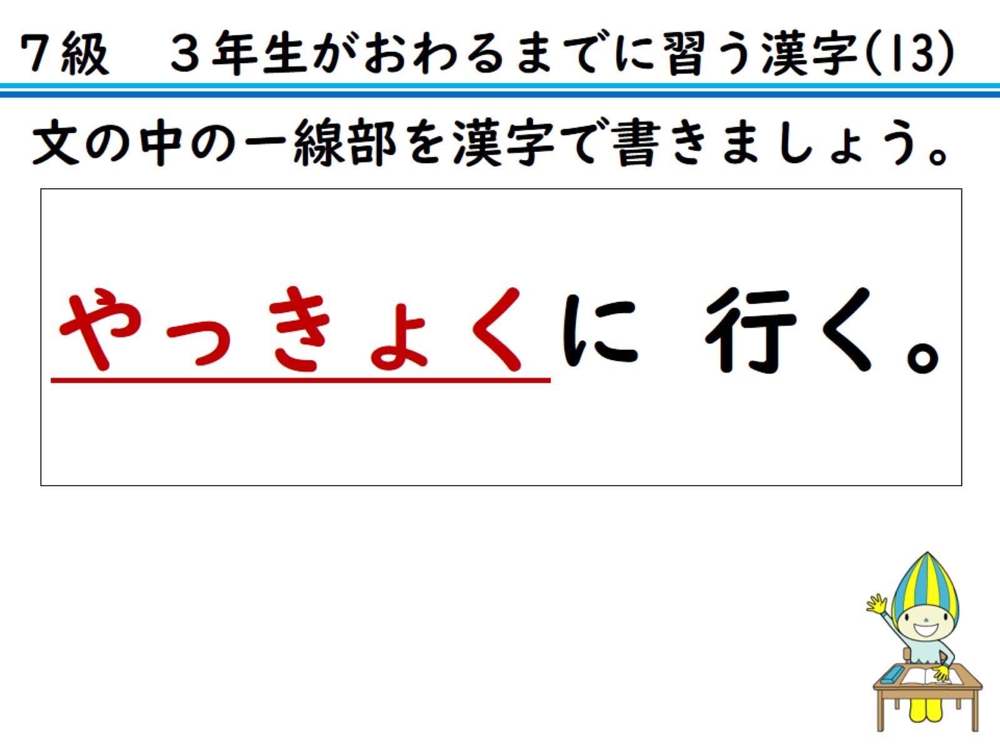 ７級　３年生がおわるまでに習う漢字(13)
文の中の一線部を漢字で書きましょう。
やっきょくに 行く。